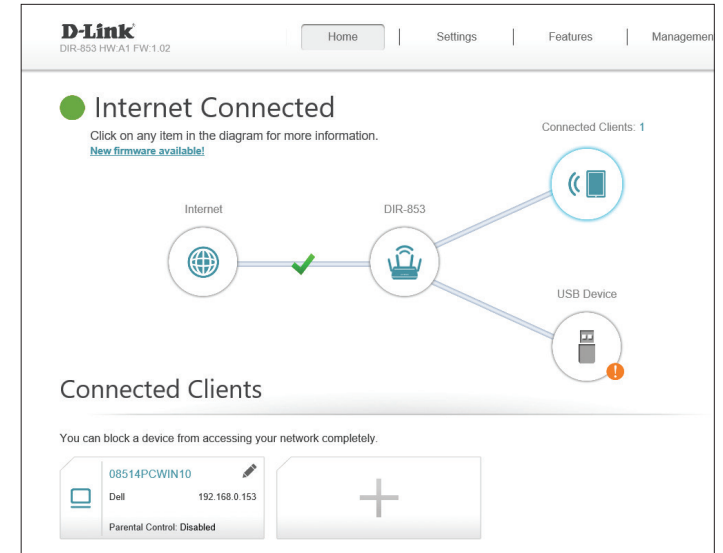 D-Link
DIR-853 HW:A1 FW:1.02
Home
Settings
Features
Managemen
Internet Connected
Click on any item in the diagram for more information.
New firmware available!
Connected Clients: 1
Internet
DIR-853
USB Device
!
Connected Clients
You can block a device from accessing your network completely.
08514PCWIN10
Dell 192.168.0.153
Parental Control: Disabled